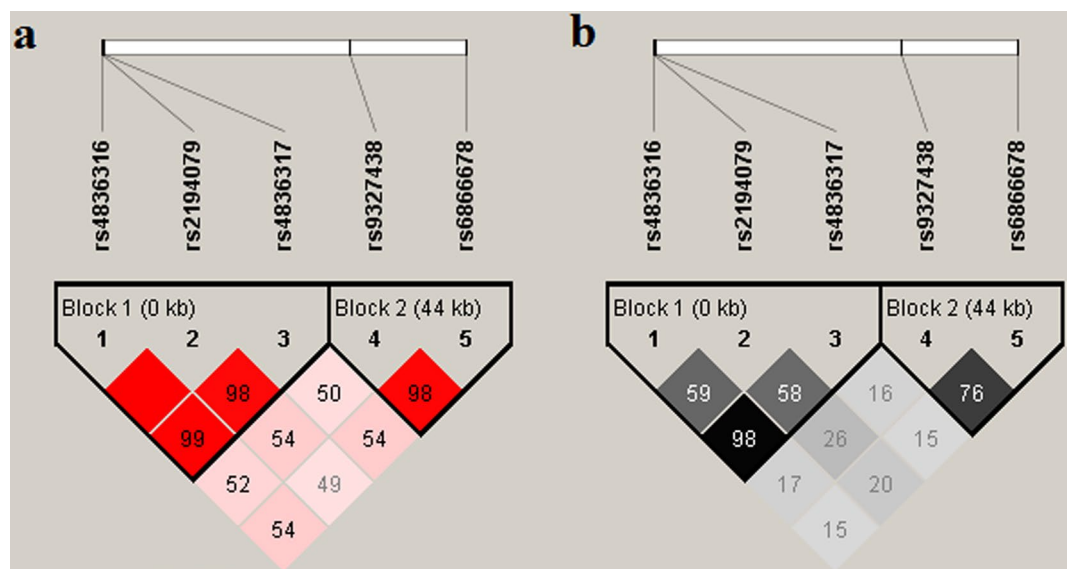 a
rs4836316
rs2194079
rs4836317
rs9327438
rs6866678
Block 1 (0 kb)
Block 2 (44 kb)
1 2 3 4 5
98 50 98
99 54 54
52 49
54
b
rs4836316
rs2194079
rs4836317
rs9327438
rs6866678
Block 1 (0 kb)
Block 2 (44 kb)
1 2 3 4 5
59 58 16 76
98 26 15
17 20
15